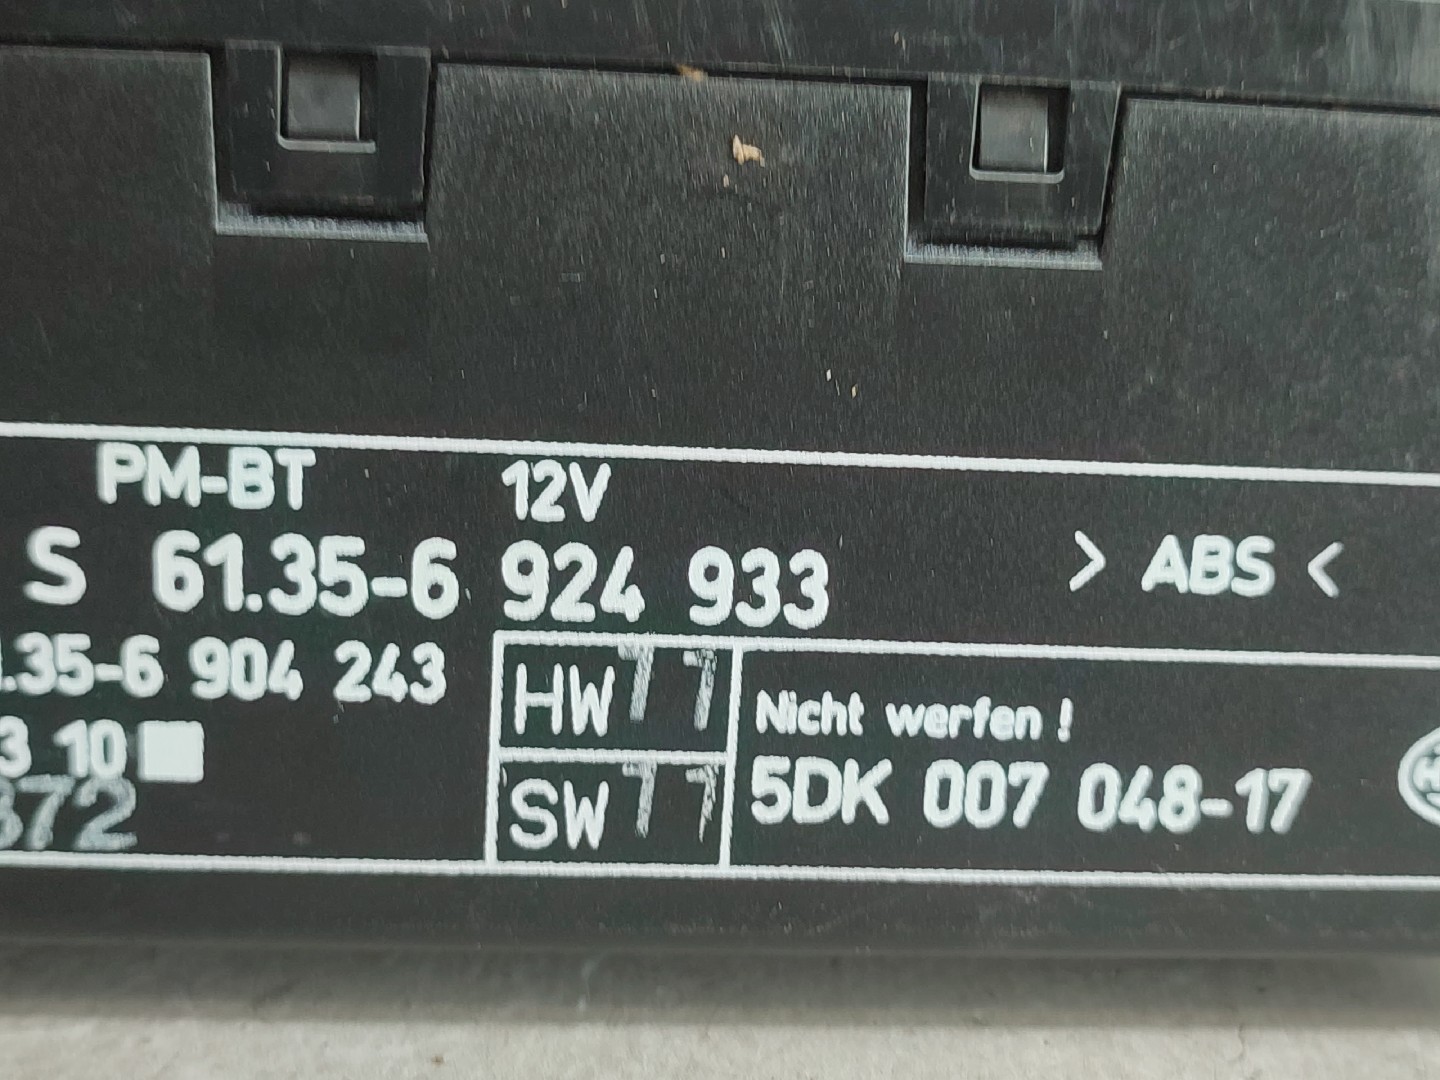 PM-BT 12V
S 61.35-6 924 933 > ABS <
.35-6 904 243
HW 77
Nicht werfen !
3 10
SW 77
5DK 007 048-17
372